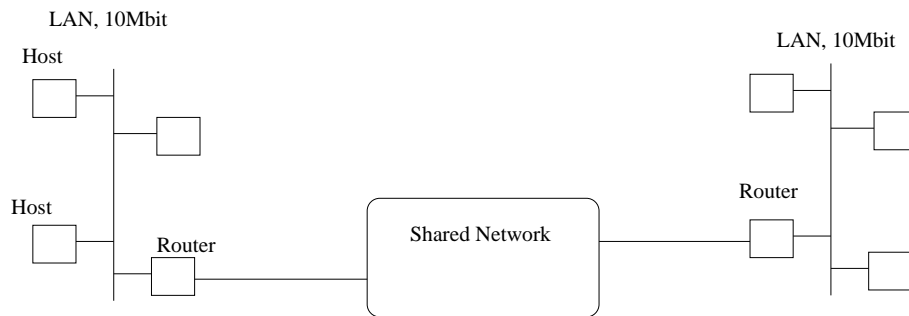 LAN, 10Mbit
LAN, 10Mbit
Host
Host
Router
Router
Shared Network